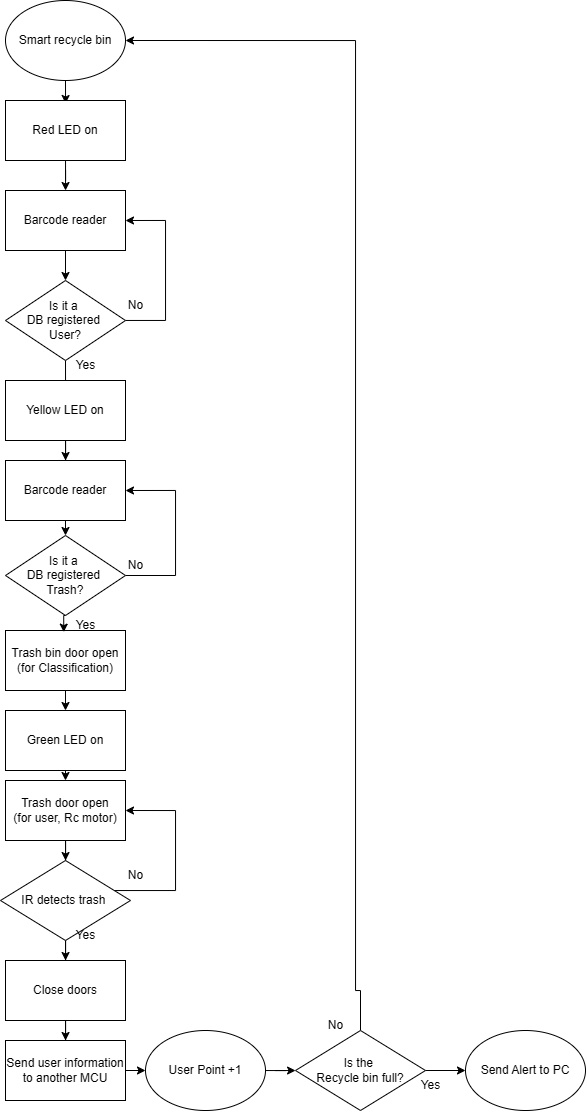 Smart recycle bin
Red LED on
Barcode reader
Is it a
DB registered
User?
No
Yes
Yellow LED on
Barcode reader
Is it a
DB registered
Trash?
No
Yes
Trash bin door open
(for Classification)
Green LED on
Trash door open
(for user, Rc motor)
No
IR detects trash
Yes
Close doors
Send user information
to another MCU
User Point +1
No
Is the
Recycle bin full?
Yes
Send Alert to PC